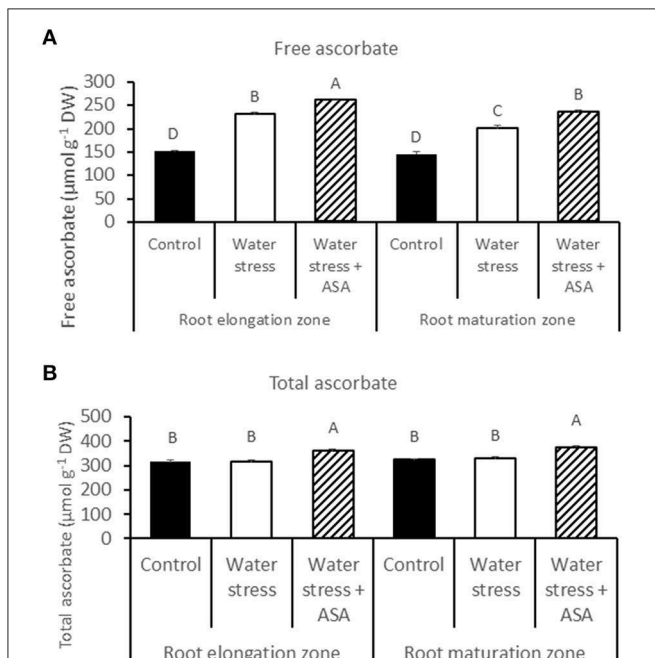 A
Free ascorbate
Free ascorbate (µmol g⁻¹ DW)
300
250
200
150
100
50
0
D
B
A
D
C
B
Control
Water
stress
Water
stress +
ASA
Control
Water
stress
Water
stress +
ASA
Root elongation zone
Root maturation zone
B
Total ascorbate
Total ascorbate (µmol g⁻¹ DW)
500
400
300
200
100
0
B
B
A
B
B
A
Control
Water
stress
Water
stress +
ASA
Control
Water
stress
Water
stress +
ASA
Root elongation zone
Root maturation zone